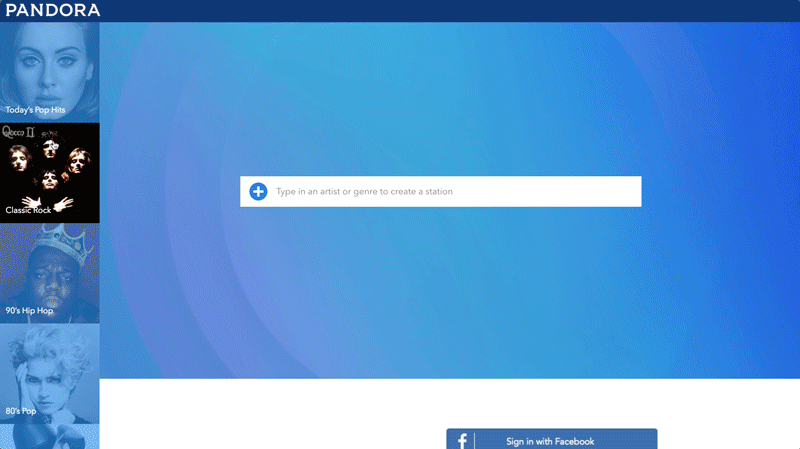 PANDORA
Today's Pop Hits
Queen II
Classic Rock
90's Hip Hop
80's Pop
Type in an artist or genre to create a station
f
Sign in with Facebook